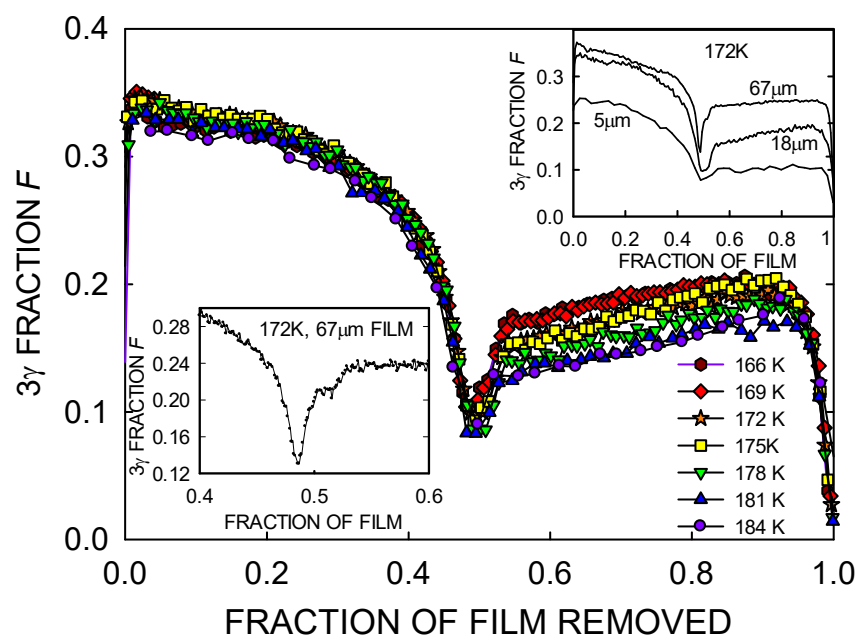 0.4
0.3
0.2
0.1
0.0
3γ FRACTION F
0.0 0.2 0.4 0.6 0.8 1.0
FRACTION OF FILM REMOVED
166 K
169 K
172 K
175K
178 K
181 K
184 K
172K
67μm
18μm
5μm
0.3
0.2
0.1
0.0
3γ FRACTION F
0.0 0.2 0.4 0.6 0.8 1
FRACTION OF FILM
172K, 67μm FILM
0.28
0.24
0.20
0.16
0.12
3γ FRACTION F
0.4 0.5 0.6
FRACTION OF FILM